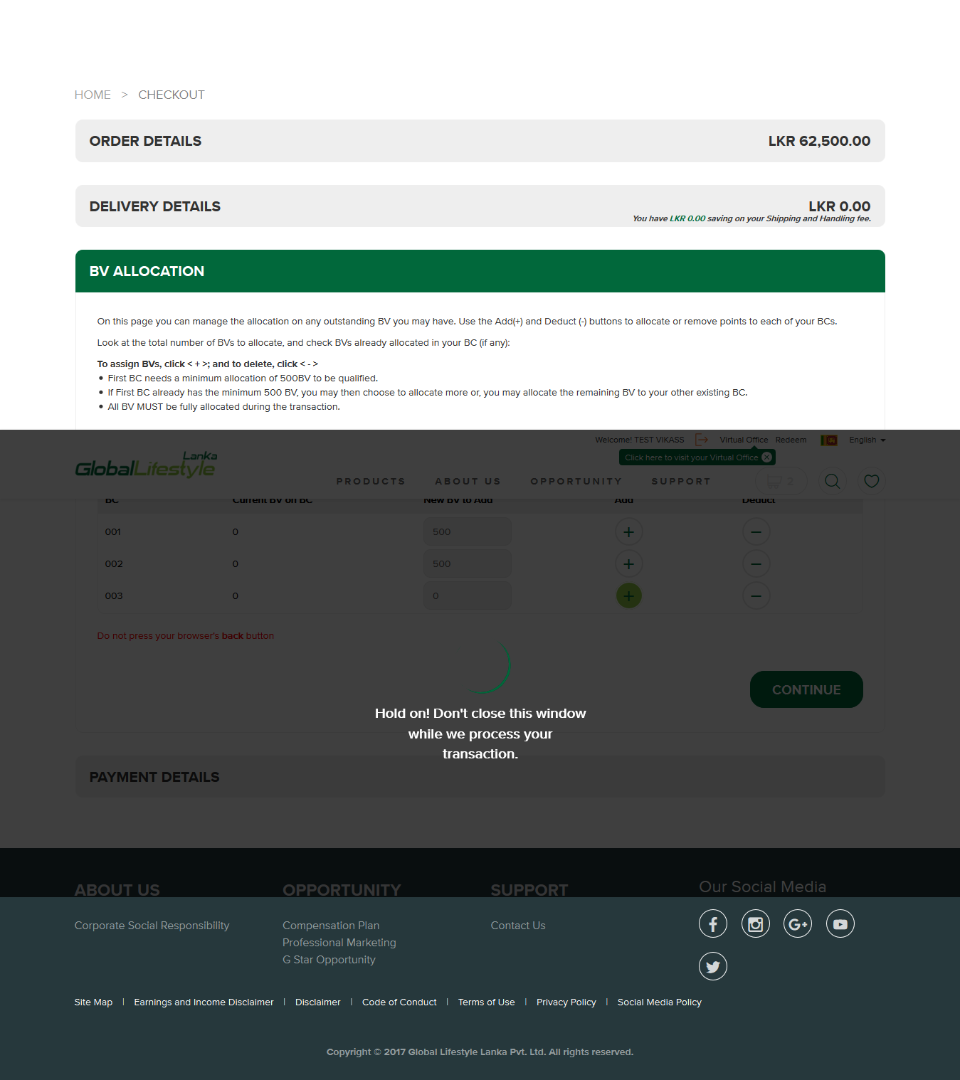 HOME > CHECKOUT
ORDER DETAILS LKR 62,500.00
DELIVERY DETAILS LKR 0.00
You have LKR 0.00 saving on your Shipping and Handling fee.
BV ALLOCATION
On this page you can manage the allocation on any outstanding BV you may have. Use the Add(+) and Deduct (-) buttons to allocate or remove points to each of your BCs.
Look at the total number of BVs to allocate, and check BVs already allocated in your BC (if any):
To assign BVs, click < + >; and to delete, click < - >
• First BC needs a minimum allocation of 500BV to be qualified.
• If First BC already has the minimum 500 BV, you may then choose to allocate more or, you may allocate the remaining BV to your other existing BC.
• All BV MUST be fully allocated during the transaction.
Welcome: TEST VIKASS Virtual Office Redeem English
Click here to visit your Virtual Office
Lanka
GlobalLifestyle
PRODUCTS ABOUT US OPPORTUNITY SUPPORT
BC Current BV on BC New BV to Add Add Deduct
001 0 500 + −
002 0 500 + −
003 0 0 + −
Do not press your browser's back button
CONTINUE
Hold on! Don't close this window
while we process your
transaction.
PAYMENT DETAILS
ABOUT US OPPORTUNITY SUPPORT Our Social Media
Corporate Social Responsibility Compensation Plan Contact Us
Professional Marketing
G Star Opportunity
Site Map | Earnings and Income Disclaimer | Disclaimer | Code of Conduct | Terms of Use | Privacy Policy | Social Media Policy
Copyright © 2017 Global Lifestyle Lanka Pvt. Ltd. All rights reserved.